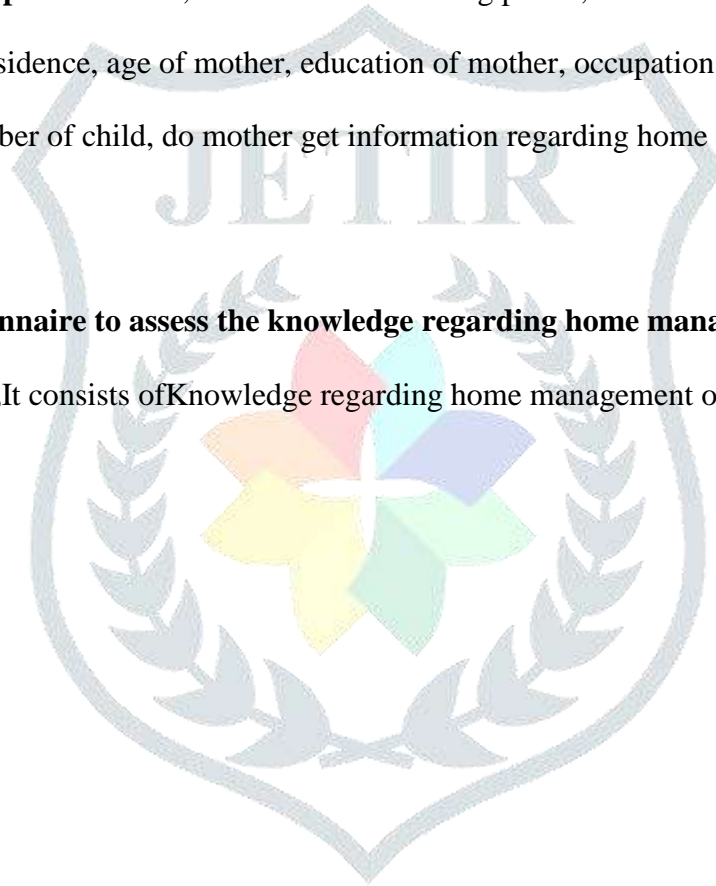 sidence, age of mother, education of mother, occupation
ber of child, do mother get information regarding home
JETIR
nnaire to assess the knowledge regarding home mana
It consists ofKnowledge regarding home management o